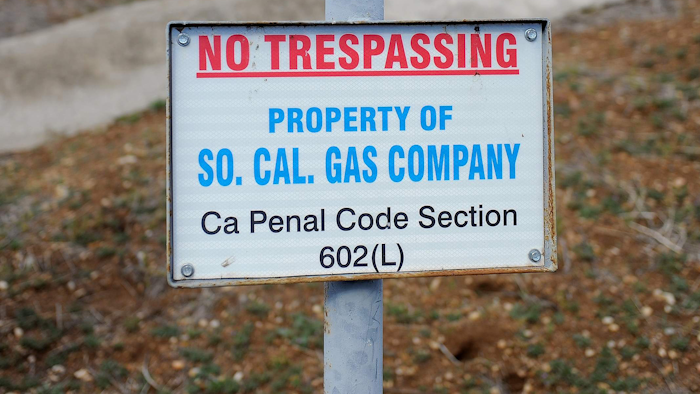 NO TRESPASSING
PROPERTY OF
SO. CAL. GAS COMPANY
Ca Penal Code Section
602(L)